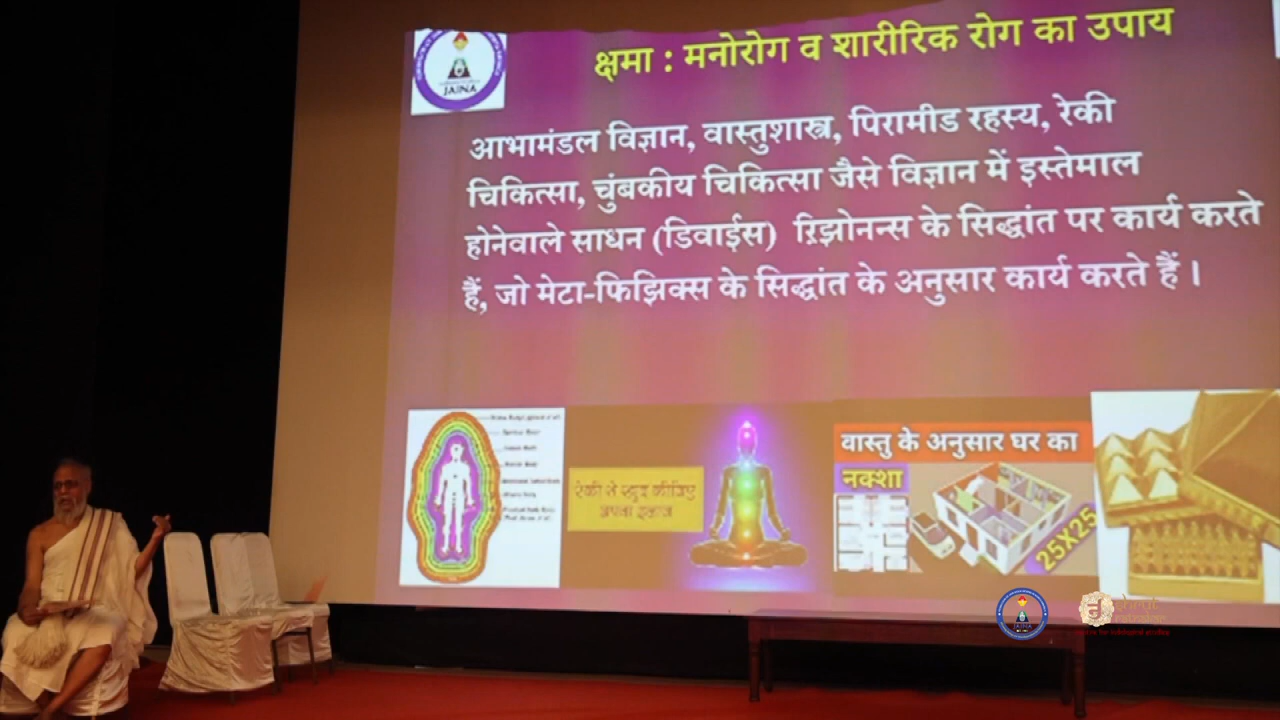 क्षमा : मनोरोग व शारीरिक रोग का उपाय
JAINA
आभामंडल विज्ञान, वास्तुशास्त्र, पिरामीड रहस्य, रेकी
चिकित्सा, चुंबकीय चिकित्सा जैसे विज्ञान में इस्तेमाल
होनेवाले साधन (डिवाईस) रिझोनन्स के सिद्धांत पर कार्य करते
हैं, जो मेटा-फिझिक्स के सिद्धांत के अनुसार कार्य करते हैं ।
रेकी से खुद कीजिए
अपना इलाज
वास्तु के अनुसार घर का
नक्शा
25X25
JAINA